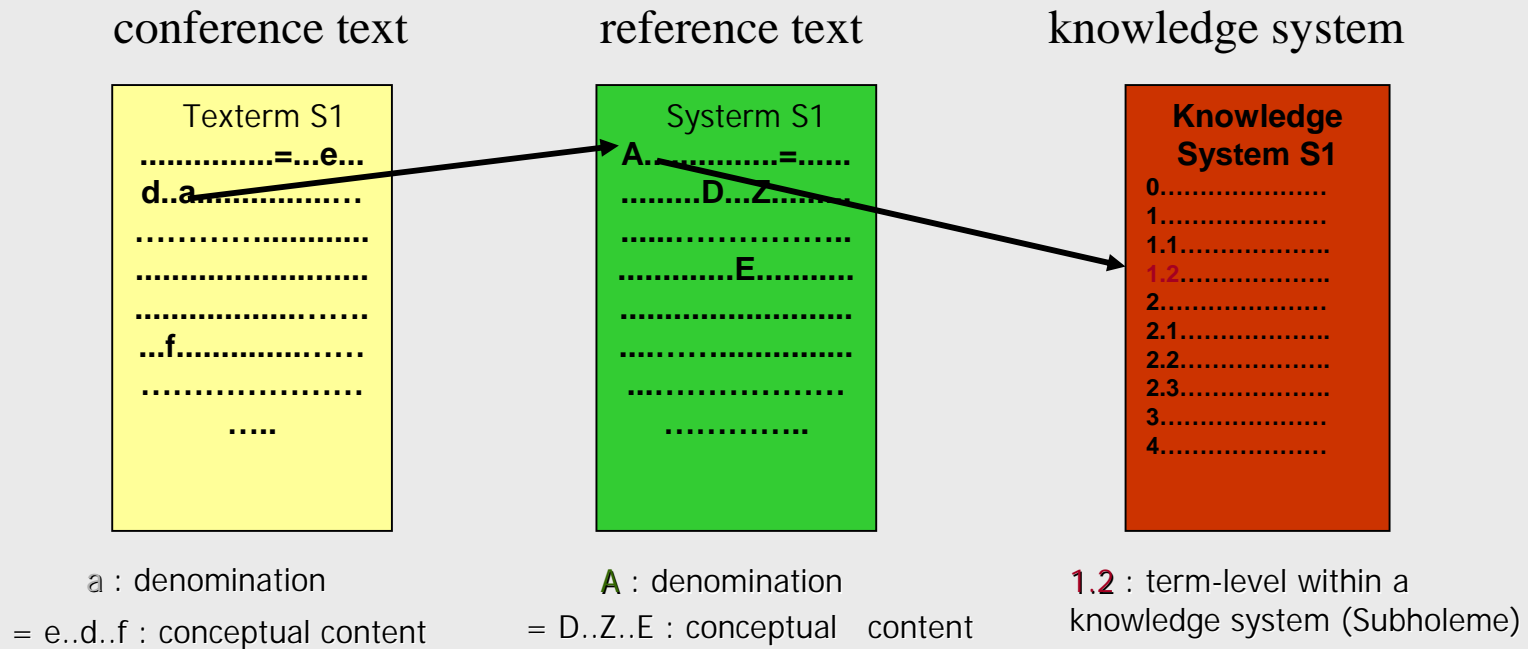 conference text
reference text
knowledge system
Texterm S1
...............=...e...
d..a..................
.......................
..........................
.........................
...f....................
......................
.....
Systerm S1
A...............=......
.........D...Z.........
.........................
.............E...........
..........................
..........................
......................
..............
Knowledge
System S1
0.....................
1.....................
1.1...................
1.2...................
2.....................
2.1...................
2.2...................
2.3...................
3.....................
4.....................
a : denomination
= e..d..f : conceptual content
A : denomination
= D..Z..E : conceptual content
1.2 : term-level within a
knowledge system (Subholeme)